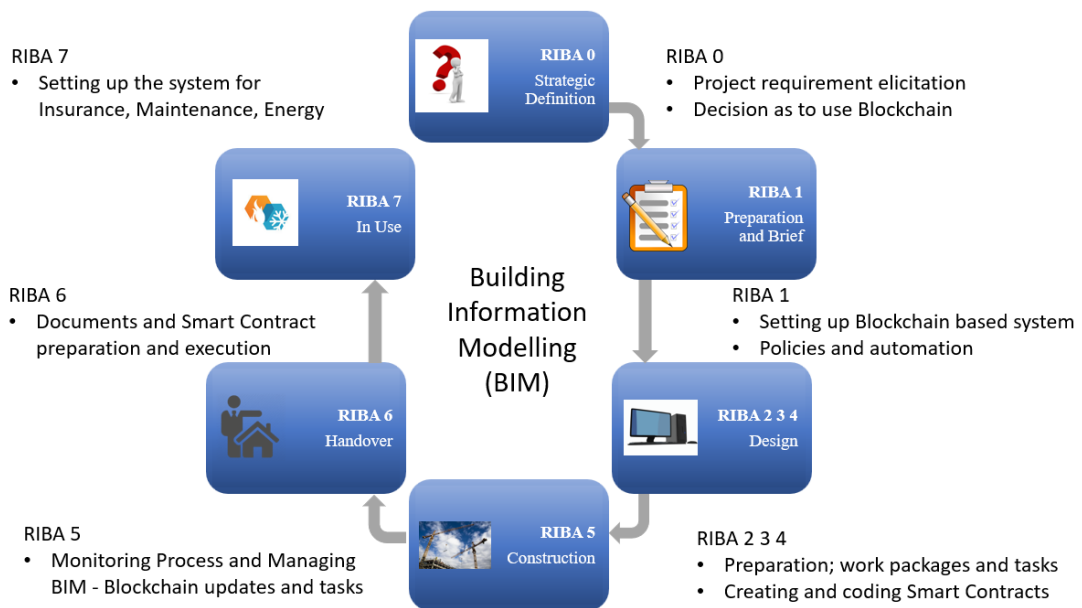 RIBA 7
• Setting up the system for
Insurance, Maintenance, Energy
RIBA 0
Strategic
Definition
RIBA 0
• Project requirement elicitation
• Decision as to use Blockchain
RIBA 7
In Use
RIBA 1
Preparation
and Brief
Building
Information
Modelling
(BIM)
RIBA 6
• Documents and Smart Contract
preparation and execution
RIBA 1
• Setting up Blockchain based system
• Policies and automation
RIBA 6
Handover
RIBA 2 3 4
Design
RIBA 5
• Monitoring Process and Managing
BIM - Blockchain updates and tasks
RIBA 5
Construction
RIBA 2 3 4
• Preparation; work packages and tasks
• Creating and coding Smart Contracts